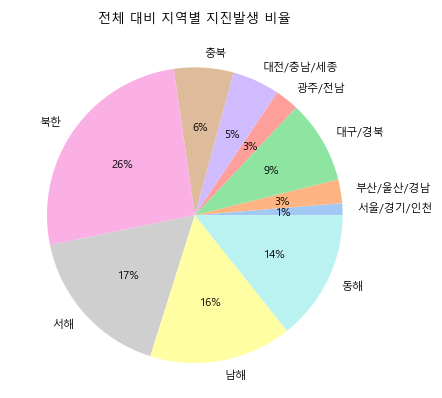 전체 대비 지역별 지진발생 비율
충북
대전/충남/세종
광주/전남
대구/경북
부산/울산/경남
서울/경기/인천
동해
남해
서해
북한
6%
5%
3%
9%
3%
1%
14%
16%
17%
26%